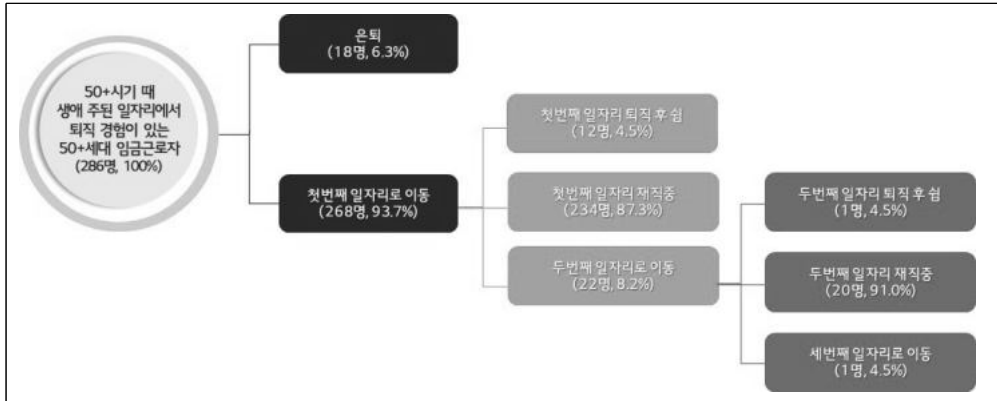 50+시기 때
생애 주된 일자리에서
퇴직 경험이 있는
50+세대 임금근로자
(286명, 100%)
은퇴
(18명, 6.3%)
첫번째 일자리로 이동
(268명, 93.7%)
첫번째 일자리 퇴직 후 쉼
(12명, 4.5%)
첫번째 일자리 재직중
(234명, 87.3%)
두번째 일자리로 이동
(22명, 8.2%)
두번째 일자리 퇴직 후 쉼
(1명, 4.5%)
두번째 일자리 재직중
(20명, 91.0%)
세번째 일자리로 이동
(1명, 4.5%)